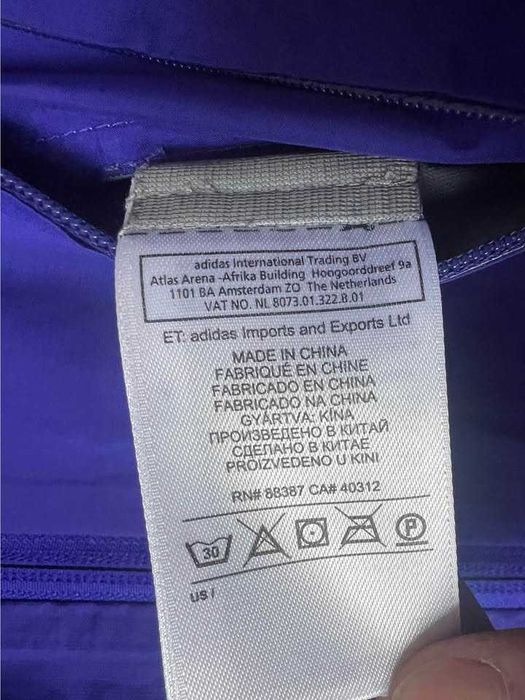 adidas International Trading BV
Atlas Arena -Afrika Building Hoogoorddreef 9a
1101 BA Amsterdam ZO The Netherlands
VAT NO. NL 8073.01.322.B.01
ET: adidas Imports and Exports Ltd
MADE IN CHINA
FABRIQUÉ EN CHINE
FABRICADO EN CHINA
FABRICADO NA CHINA
GYÁRTVA: KÍNA
ПРОИЗВЕДЕНО В КИТАЙ
СДЕЛАНО В КИТАЕ
PROIZVEDENO U KINI
RN# 88387 CA# 40312
30 P
US /